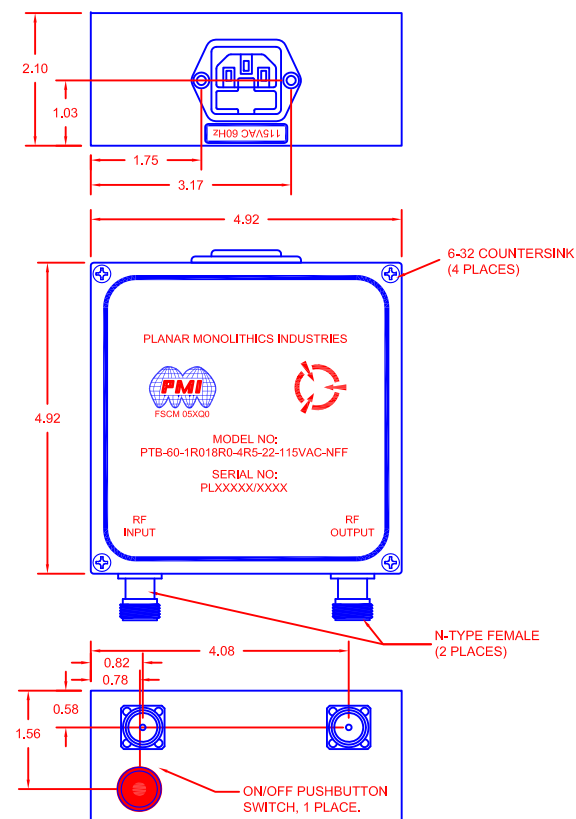 2.10
1.03
115VAC 60Hz
1.75
3.17
4.92
6-32 COUNTERSINK
(4 PLACES)
PLANAR MONOLITHICS INDUSTRIES
PMI
FSCM 05XQ0
4.92
MODEL NO:
PTB-60-1R018R0-4R5-22-115VAC-NFF
SERIAL NO:
PLXXXXX/XXXX
RF
INPUT
RF
OUTPUT
N-TYPE FEMALE
(2 PLACES)
4.08
0.82
0.78
0.58
1.56
ON/OFF PUSHBUTTON
SWITCH, 1 PLACE.